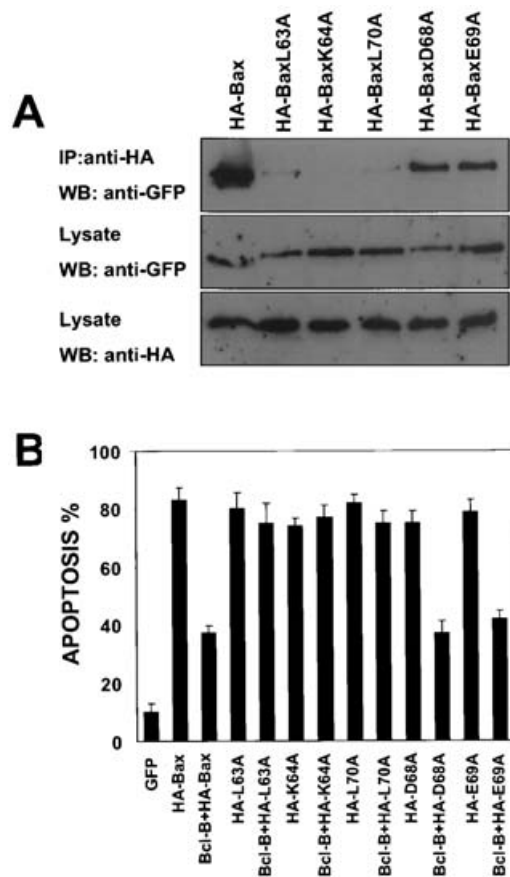 A
HA-Bax
HA-BaxL63A
HA-BaxK64A
HA-BaxL70A
HA-BaxD68A
HA-BaxE69A
IP:anti-HA
WB: anti-GFP
Lysate
WB: anti-GFP
Lysate
WB: anti-HA
B
100
80
60
40
20
0
APOPTOSIS %
GFP
HA-Bax
Bcl-B+HA-Bax
HA-L63A
Bcl-B+HA-L63A
HA-K64A
Bcl-B+HA-K64A
HA-L70A
Bcl-B+HA-L70A
HA-D68A
Bcl-B+HA-D68A
HA-E69A
Bcl-B+HA-E69A